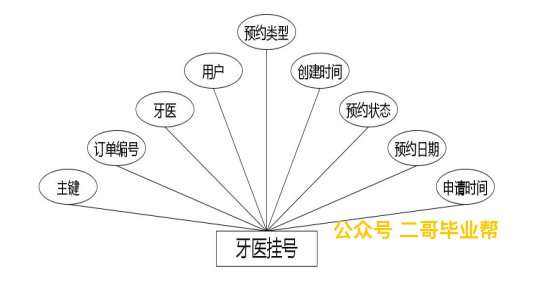 预约类型
用户
创建时间
牙医
预约状态
订单编号
预约日期
主键
申请时间
公众号 二哥毕业帮
牙医挂号